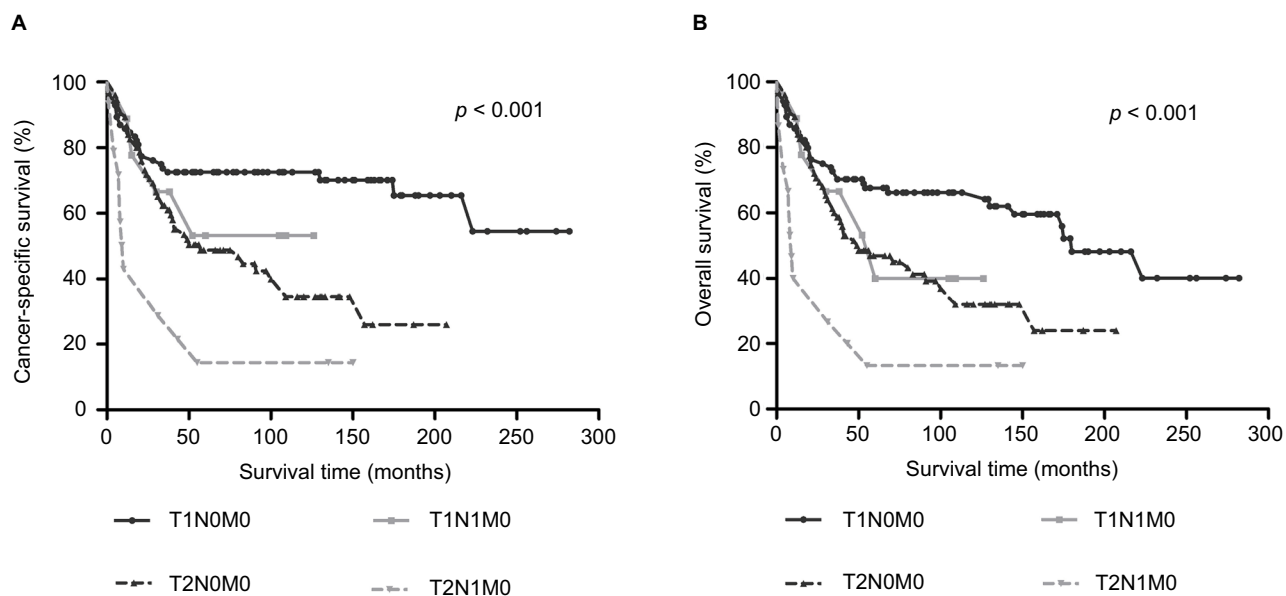 A
Cancer-specific survival (%)
100
80
60
40
20
0
p < 0.001
0 50 100 150 200 250 300
Survival time (months)
T1N0M0 T1N1M0
T2N0M0 T2N1M0
B
Overall survival (%)
100
80
60
40
20
0
p < 0.001
0 50 100 150 200 250 300
Survival time (months)
T1N0M0 T1N1M0
T2N0M0 T2N1M0